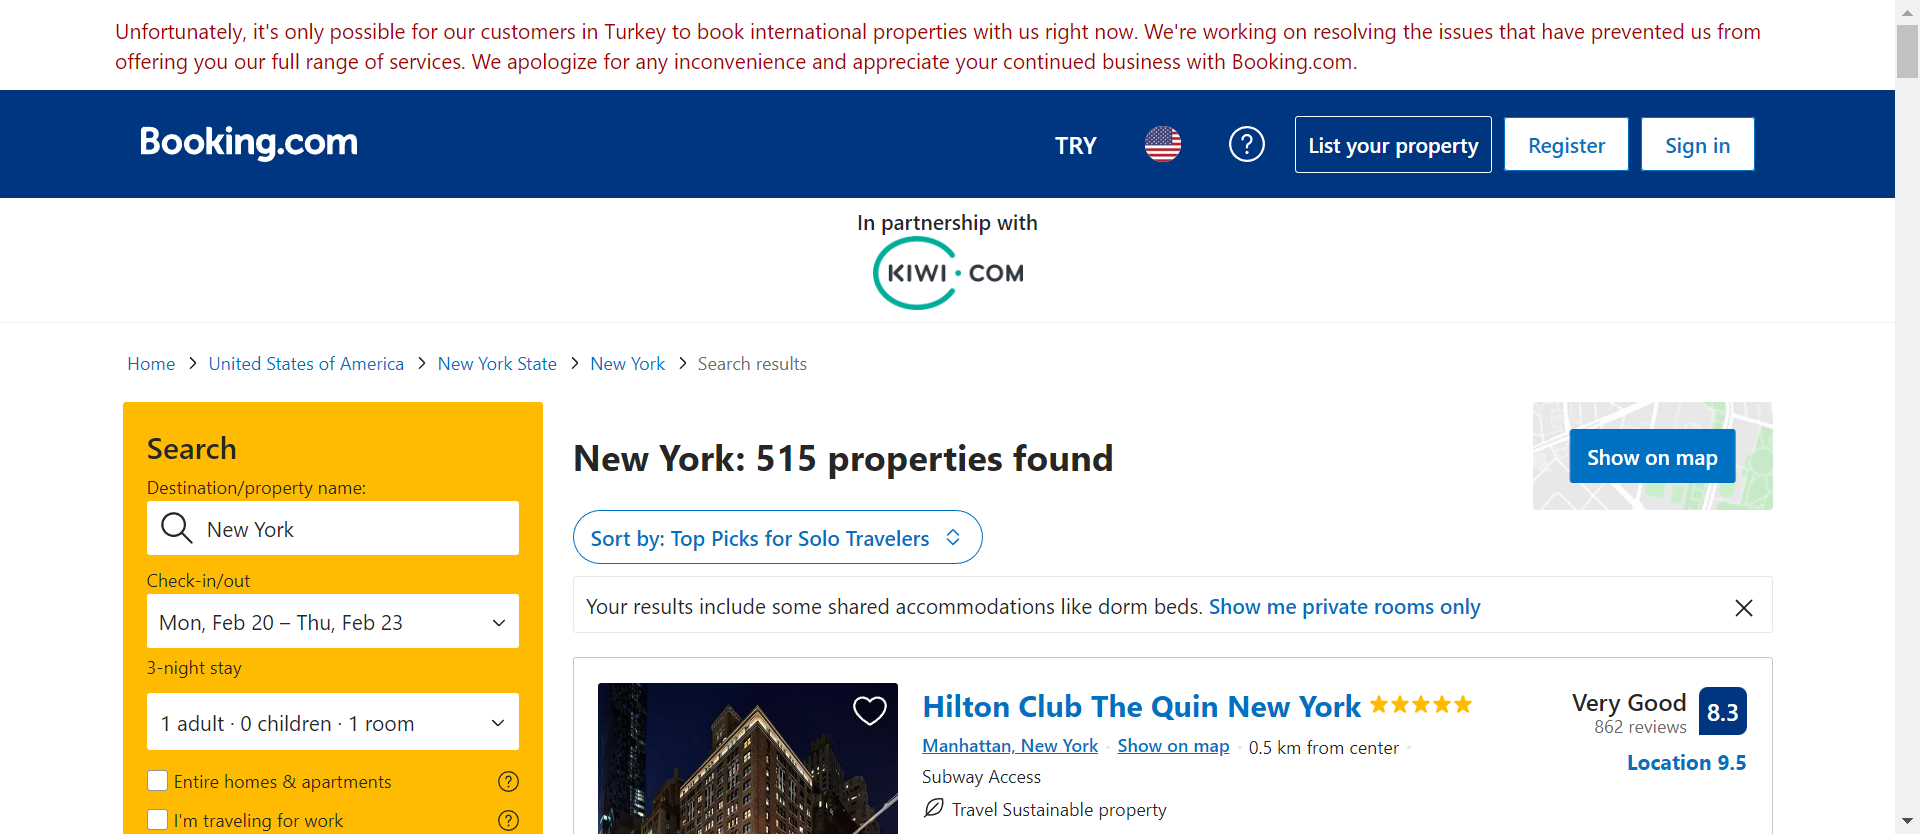 Unfortunately, it's only possible for our customers in Turkey to book international properties with us right now. We're working on resolving the issues that have prevented us from
offering you our full range of services. We apologize for any inconvenience and appreciate your continued business with Booking.com.
Booking.com
TRY
?
List your property
Register
Sign in
In partnership with
KIWI.COM
Home > United States of America > New York State > New York > Search results
Search
Destination/property name:
New York
Check-in/out
Mon, Feb 20 – Thu, Feb 23
3-night stay
1 adult · 0 children · 1 room
Entire homes & apartments
?
I'm traveling for work
?
New York: 515 properties found
Show on map
Sort by: Top Picks for Solo Travelers
Your results include some shared accommodations like dorm beds. Show me private rooms only
Hilton Club The Quin New York
Manhattan, New York · Show on map · 0.5 km from center ·
Subway Access
Travel Sustainable property
Very Good
862 reviews
8.3
Location 9.5